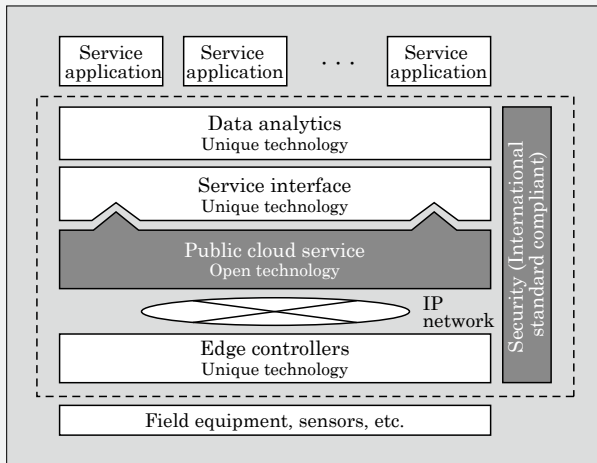 Service
application
Service
application
. . .
Service
application
Data analytics
Unique technology
Service interface
Unique technology
Public cloud service
Open technology
IP
network
Edge controllers
Unique technology
Security (International
standard compliant)
Field equipment, sensors, etc.